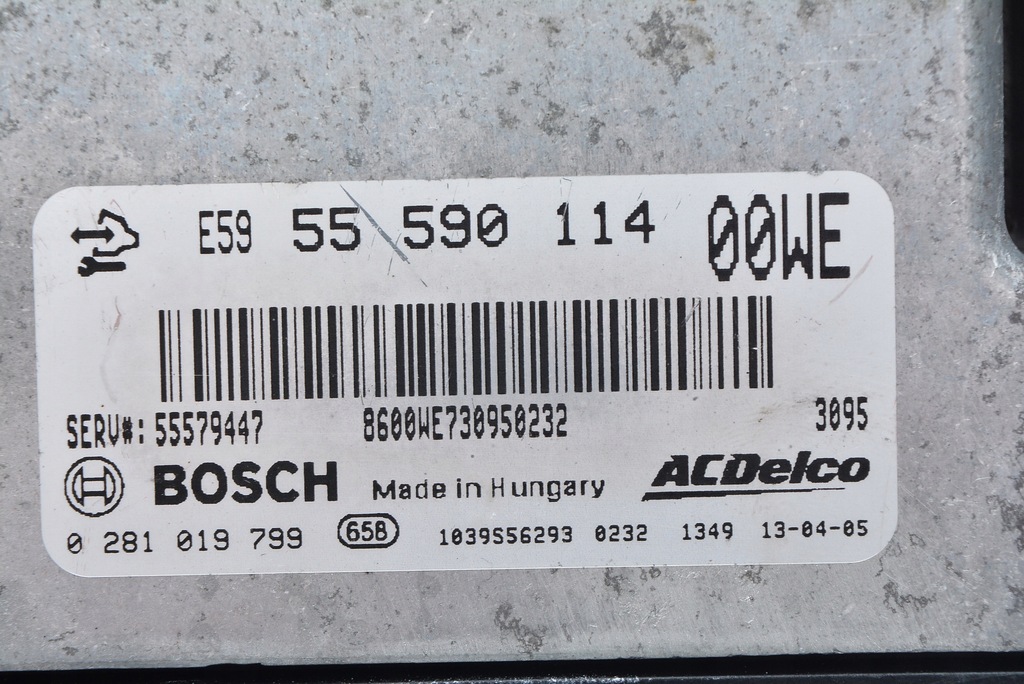 E59 55 590 114 00WE
SERV#: 55579447 8600WE730950232 3095
BOSCH Made in Hungary ACDelco
0 281 019 799 658 1039S56293 0232 1349 13-04-05